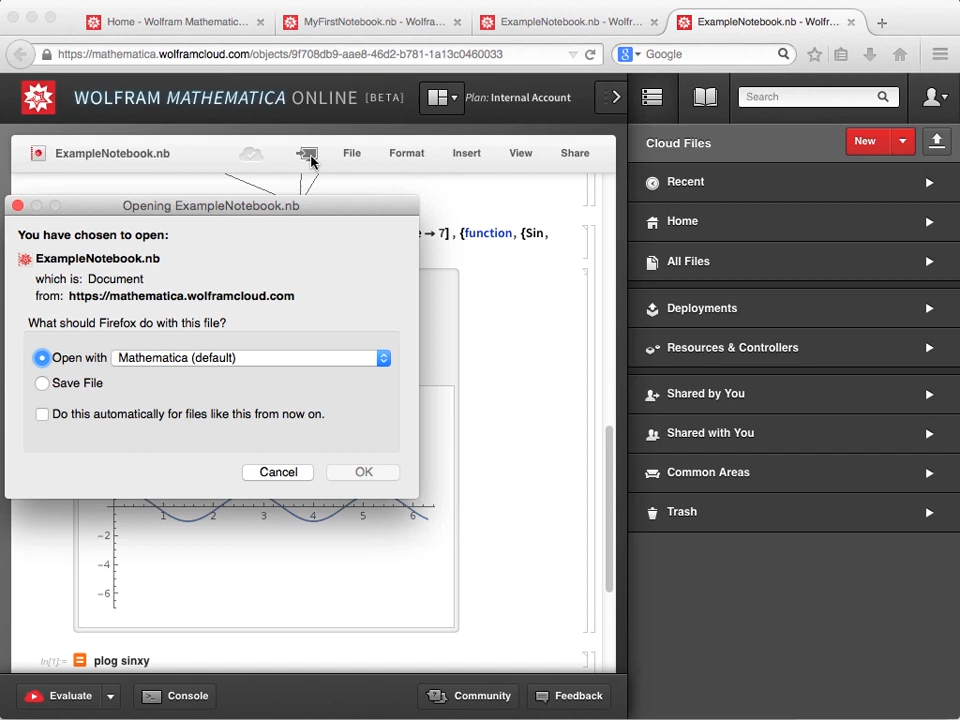 Home - Wolfram Mathematic...
MyFirstNotebook.nb - Wolfra...
ExampleNotebook.nb - Wolfr...
ExampleNotebook.nb - Wolfr...
https://mathematica.wolframcloud.com/objects/9f708db9-aae8-46d2-b781-1a13c0460033
Google
WOLFRAM MATHEMATICA ONLINE [BETA]
Plan: Internal Account
Search
ExampleNotebook.nb
File
Format
Insert
View
Share
Cloud Files
New
Recent
Home
All Files
Deployments
Resources & Controllers
Shared by You
Shared with You
Common Areas
Trash
e → 7] , {function, {Sin,
Opening ExampleNotebook.nb
You have chosen to open:
ExampleNotebook.nb
which is: Document
from: https://mathematica.wolframcloud.com
What should Firefox do with this file?
Open with Mathematica (default)
Save File
Do this automatically for files like this from now on.
Cancel
OK
1 2 3 4 5 6
-2
-4
-6
In[1]:= plog sinxy
Evaluate
Console
Community
Feedback